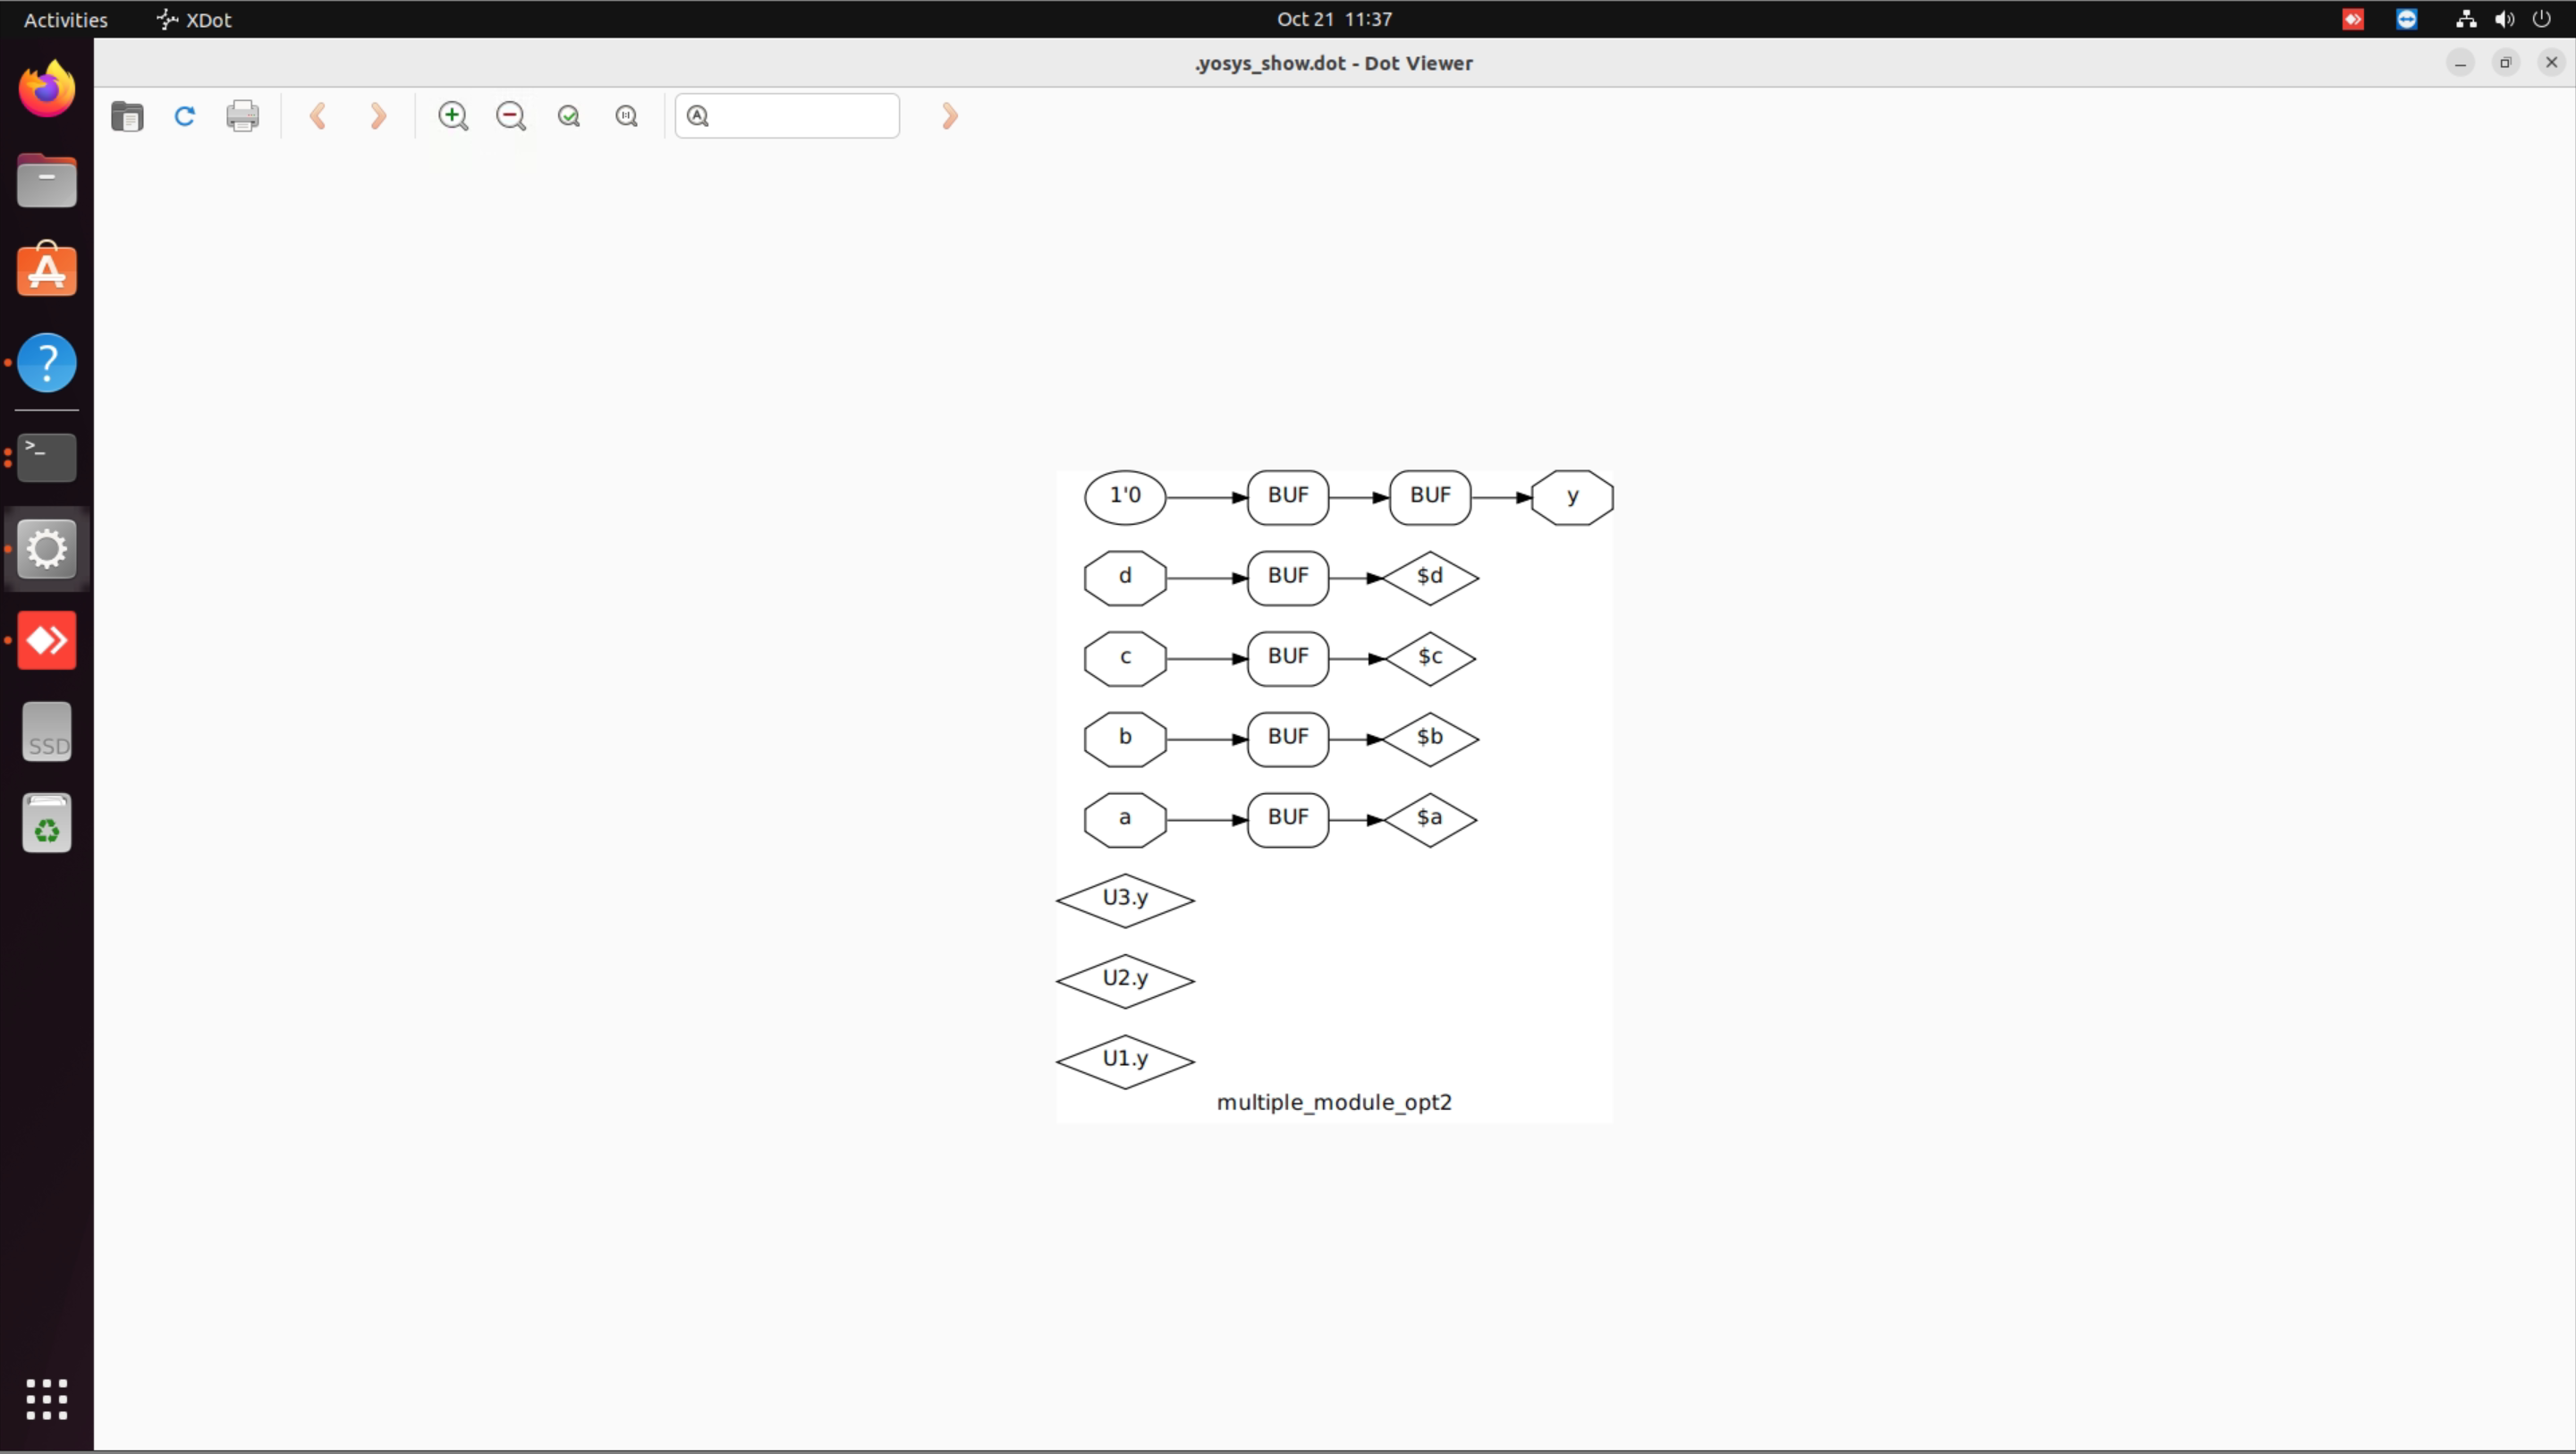 Activities XDot Oct 21 11:37
.yosys_show.dot - Dot Viewer
1'0 BUF BUF y
d BUF $d
c BUF $c
b BUF $b
a BUF $a
U3.y
U2.y
U1.y
multiple_module_opt2
SSD